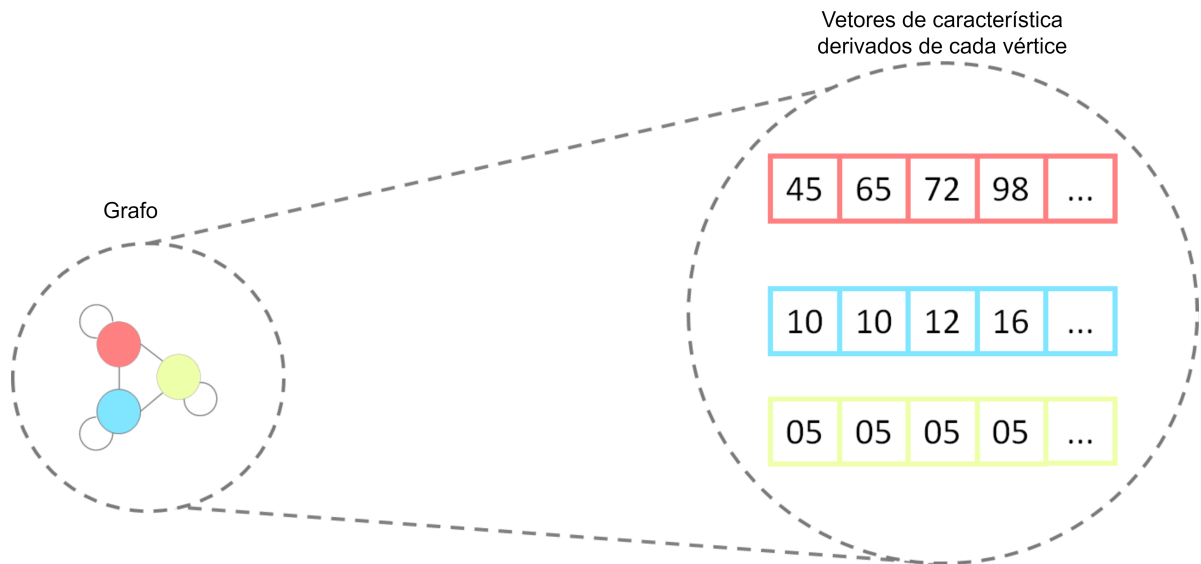 Vetores de característica
derivados de cada vértice
Grafo
45 65 72 98 ...
10 10 12 16 ...
05 05 05 05 ...